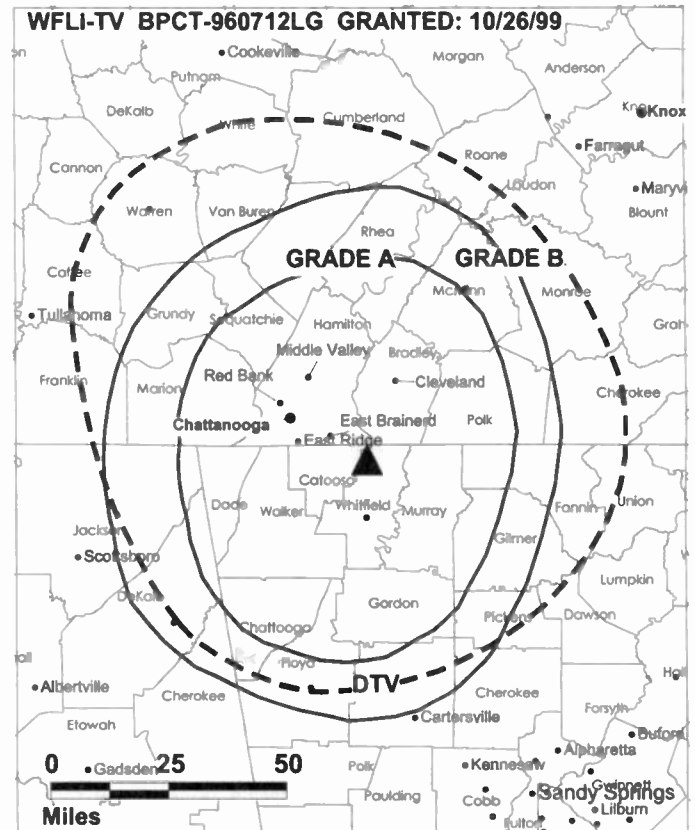 WFLi-TV BPCT-960712LG GRANTED: 10/26/99
Cookeville
Morgan
Putnam
Anderson
DeKalb
White
Cumberland
Knox
Farragut
Roane
Cannon
Loudon
Maryv
Warren
Van Buren
Blount
Rhea
GRADE A
GRADE B
Coffee
McMinn
Monroe
Tullahoma
Grundy
Sequatchie
Hamilton
Grah
Middle Valley
Bradley
Franklin
Marion
Red Bank
Cleveland
Cherokee
Chattanooga
East Brainerd
Polk
East Ridge
Catoosa
Dade
Walker
Whitfield
Murray
Fannin
Union
Jackson
Gilmer
Scottsboro
Lumpkin
DeKalb
Gordon
Pickens
Dawson
Chattooga
Floyd
DTV
Albertville
Cherokee
Cherokee
Forsyth
Etowah
Cartersville
Buford
Alpharetta
0 25 50
Gadsden
Polk
Kennesaw
Paulding
Gwinnett
Sandy Springs
Cobb
Lilburn
Miles
Fulton